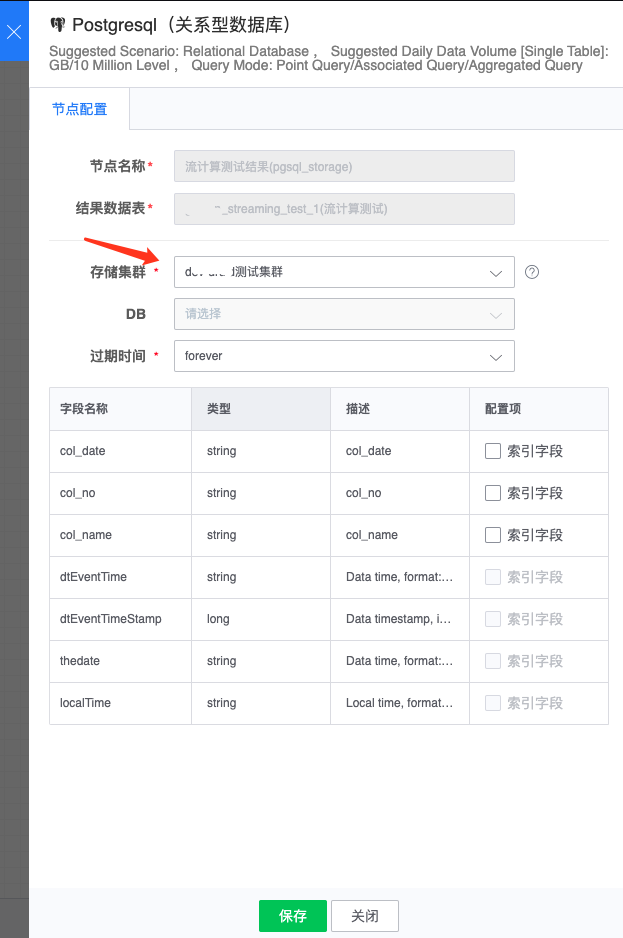 Postgresql（关系型数据库）
Suggested Scenario: Relational Database， Suggested Daily Data Volume [Single Table]:
GB/10 Million Level， Query Mode: Point Query/Associated Query/Aggregated Query
节点配置
节点名称* 流计算测试结果(pgsql_storage)
结果数据表* _streaming_test_1(流计算测试)
存储集群 * 测试集群
DB 请选择
过期时间 * forever
字段名称 类型 描述 配置项
col_date string col_date 索引字段
col_no string col_no 索引字段
col_name string col_name 索引字段
dtEventTime string Data time, format:... 索引字段
dtEventTimeStamp long Data timestamp, i... 索引字段
thedate string Data time, format:... 索引字段
localTime string Local time, format... 索引字段
保存 关闭